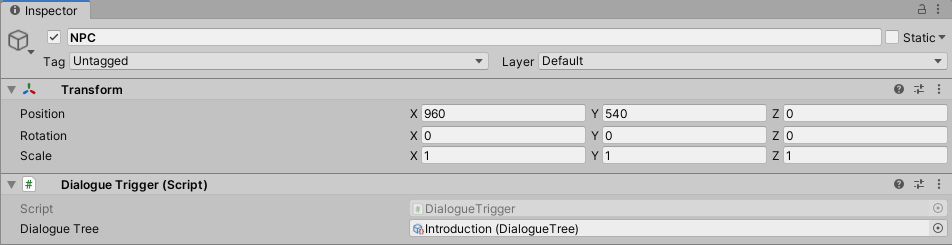 Inspector
NPC Static
Tag Untagged Layer Default
Transform
Position X 960 Y 540 Z 0
Rotation X 0 Y 0 Z 0
Scale X 1 Y 1 Z 1
# Dialogue Trigger (Script)
Script # DialogueTrigger
Dialogue Tree Introduction (DialogueTree)